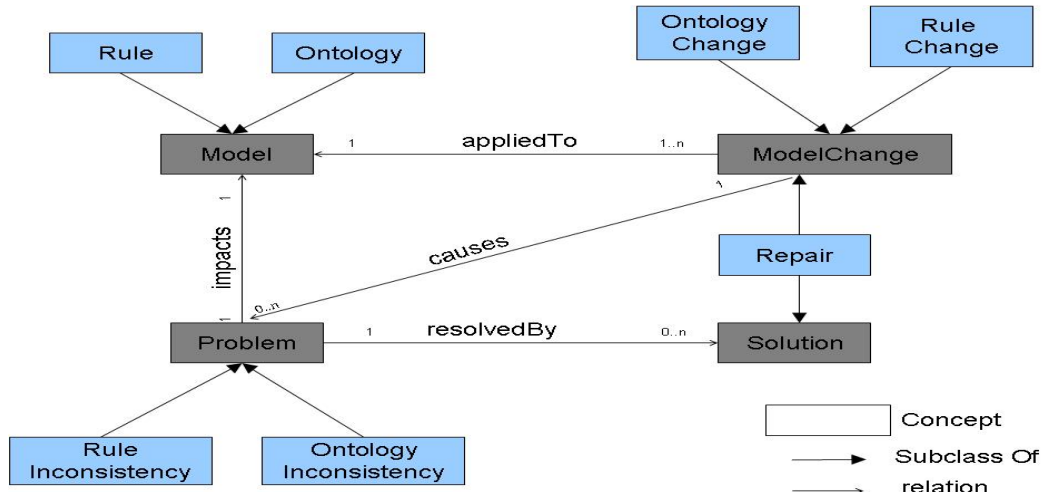 Rule
Ontology
Ontology
Change
Rule
Change
Model
1
appliedTo
1..n
ModelChange
1
impacts
1
causes
1
0..n
Repair
Problem
1
resolvedBy
0..n
Solution
Rule
Inconsistency
Ontology
Inconsistency
Concept
Subclass Of
relation